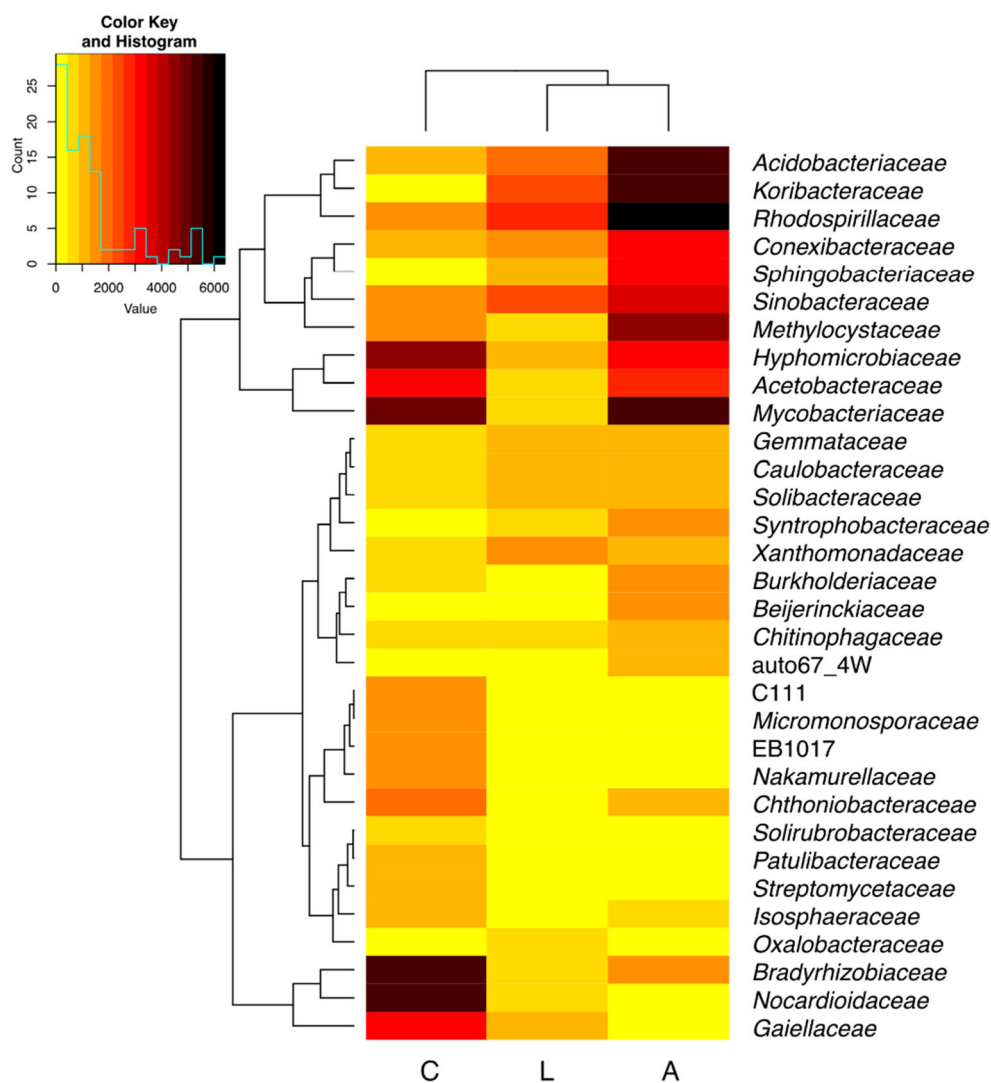 Color Key
and Histogram
Count
0
5
10
15
20
25
0 2000 4000 6000
Value
Acidobacteriaceae
Koribacteraceae
Rhodospirillaceae
Conexibacteraceae
Sphingobacteriaceae
Sinobacteraceae
Methylocystaceae
Hyphomicrobiaceae
Acetobacteraceae
Mycobacteriaceae
Gemmataceae
Caulobacteraceae
Solibacteraceae
Syntrophobacteraceae
Xanthomonadaceae
Burkholderiaceae
Beijerinckiaceae
Chitinophagaceae
auto67_4W
C111
Micromonosporaceae
EB1017
Nakamurellaceae
Chthoniobacteraceae
Solirubrobacteraceae
Patulibacteraceae
Streptomycetaceae
Isosphaeraceae
Oxalobacteraceae
Bradyrhizobiaceae
Nocardioidaceae
Gaiellaceae
C L A